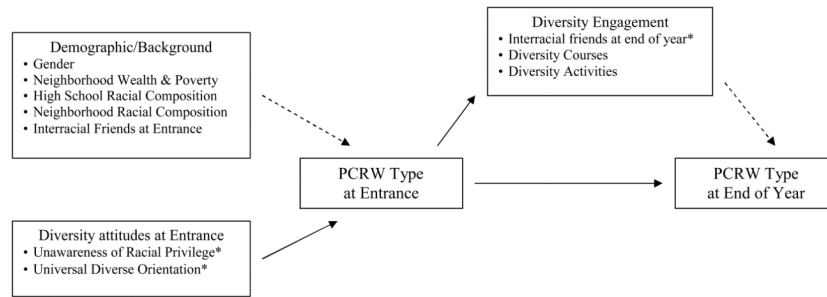 Demographic/Background
• Gender
• Neighborhood Wealth & Poverty
• High School Racial Composition
• Neighborhood Racial Composition
• Interracial Friends at Entrance
Diversity Engagement
• Interracial friends at end of year*
• Diversity Courses
• Diversity Activities
PCRW Type
at Entrance
PCRW Type
at End of Year
Diversity attitudes at Entrance
• Unawareness of Racial Privilege*
• Universal Diverse Orientation*